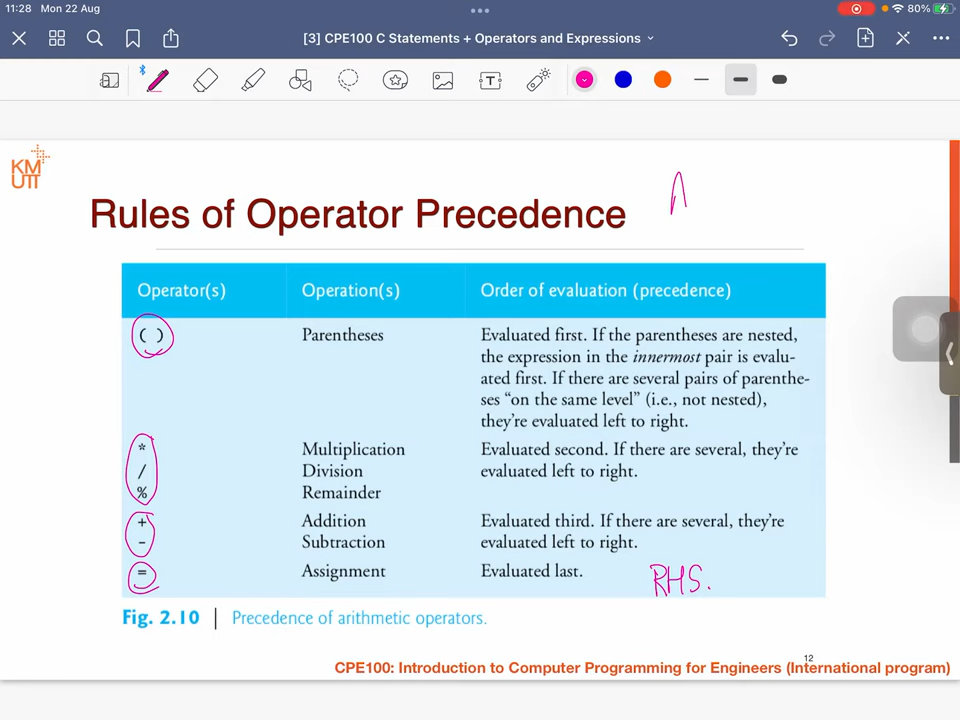 11:28 Mon 22 Aug
80%
[3] CPE100 C Statements + Operators and Expressions
T
KM
UTT
Rules of Operator Precedence
Operator(s) Operation(s) Order of evaluation (precedence)
( ) Parentheses Evaluated first. If the parentheses are nested,
the expression in the innermost pair is evalu-
ated first. If there are several pairs of parenthe-
ses “on the same level” (i.e., not nested),
they’re evaluated left to right.
* Multiplication Evaluated second. If there are several, they’re
/ Division evaluated left to right.
% Remainder
+ Addition Evaluated third. If there are several, they’re
- Subtraction evaluated left to right.
= Assignment Evaluated last. RHS.
Fig. 2.10 | Precedence of arithmetic operators.
12
CPE100: Introduction to Computer Programming for Engineers (International program)